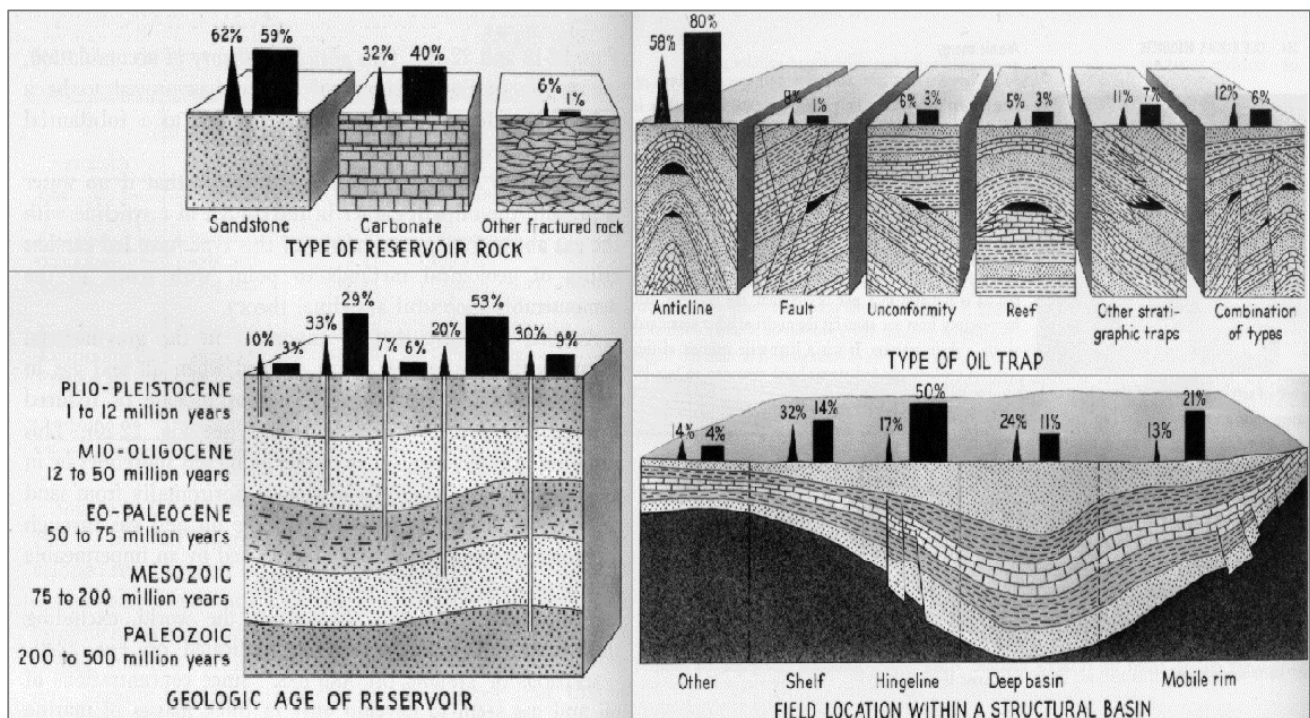 62% 59% 32% 40% 6% 1%
Sandstone Carbonate Other fractured rock
TYPE OF RESERVOIR ROCK
58% 80% 8% 1% 6% 3% 5% 3% 11% 7% 12% 6%
Anticline Fault Unconformity Reef Other strati-
graphic traps Combination
of types
TYPE OF OIL TRAP
10% 3% 33% 29% 7% 6% 20% 53% 30% 9%
PLIO-PLEISTOCENE
1 to 12 million years
MIO-OLIGOCENE
12 to 50 million years
EO-PALEOCENE
50 to 75 million years
MESOZOIC
75 to 200 million years
PALEOZOIC
200 to 500 million years
GEOLOGIC AGE OF RESERVOIR
14% 4% 32% 14% 17% 50% 24% 11% 13% 21%
Other Shelf Hingeline Deep basin Mobile rim
FIELD LOCATION WITHIN A STRUCTURAL BASIN